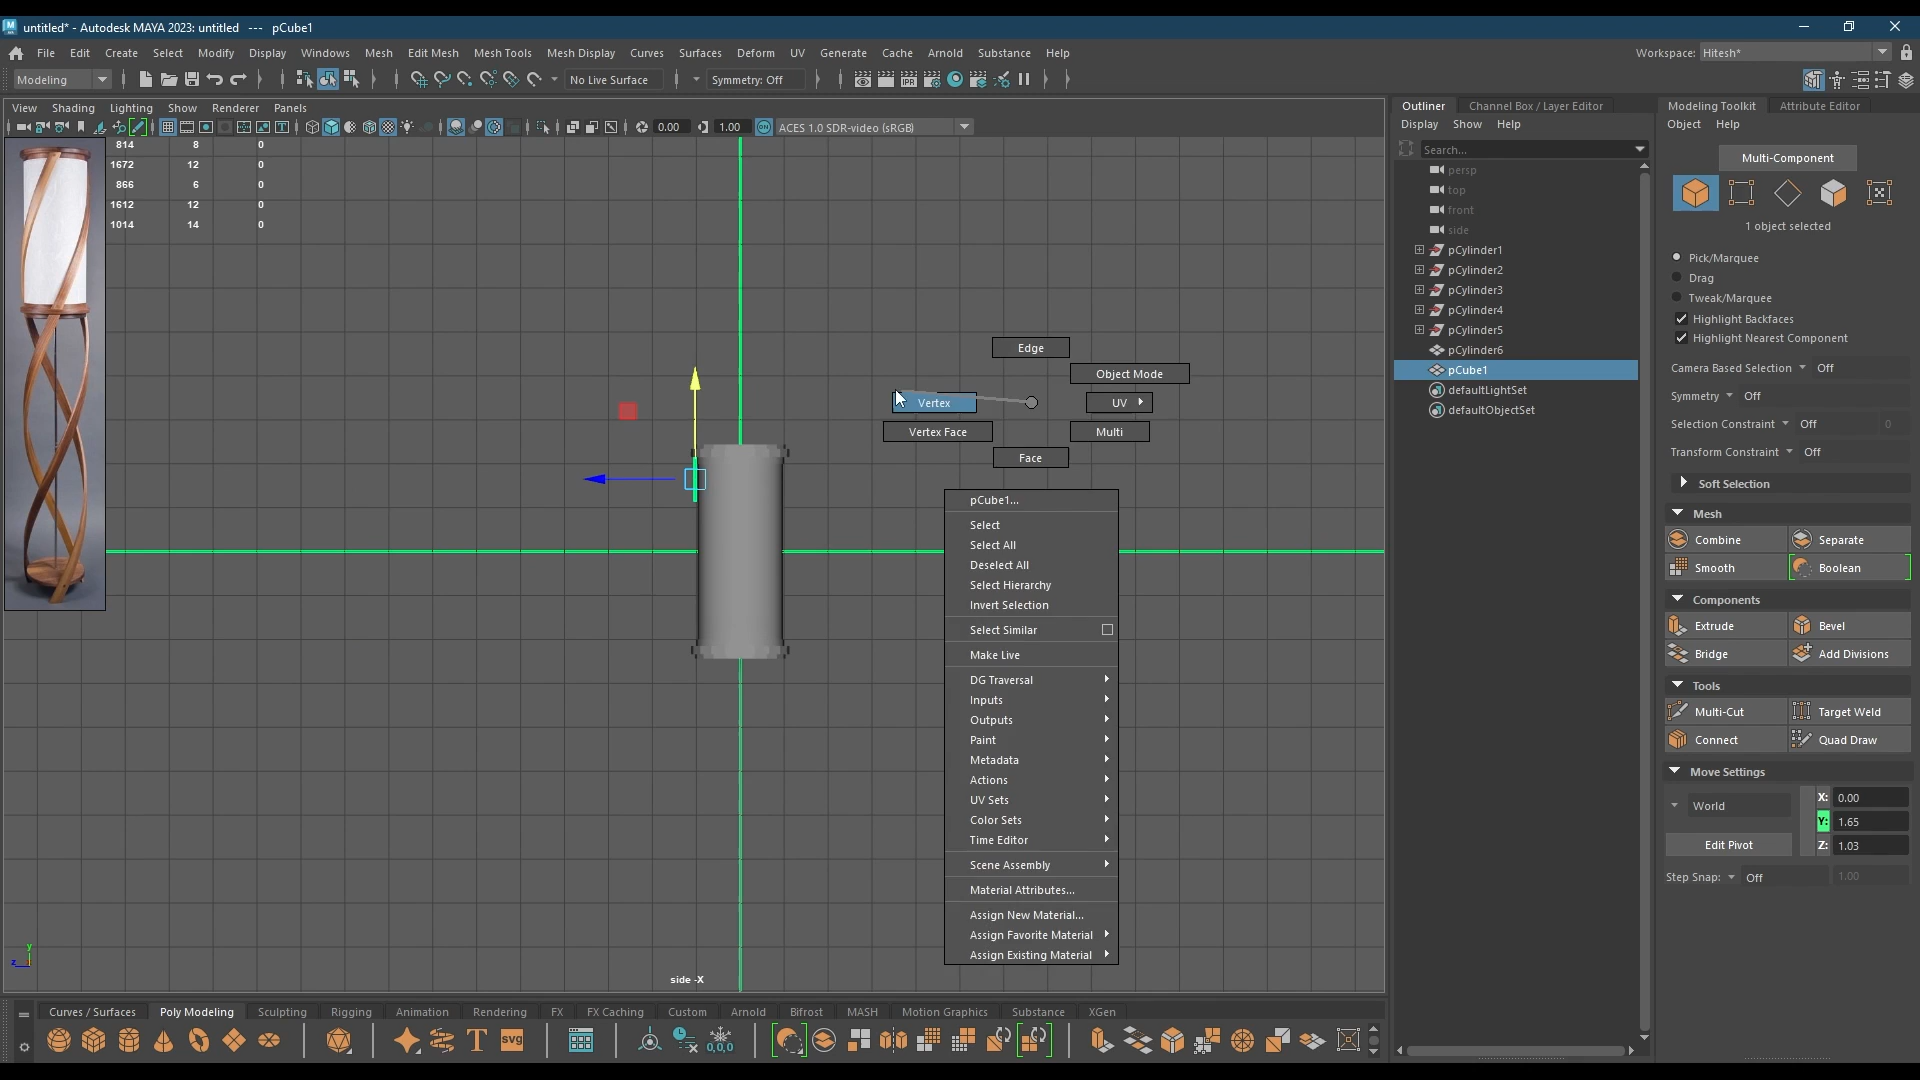 untitled* - Autodesk MAYA 2023: untitled --- pCube1
File Edit Create Select Modify Display Windows Mesh Edit Mesh Mesh Tools Mesh Display Curves Surfaces Deform UV Generate Cache Arnold Substance Help
Workspace: Hitesh*
Modeling
No Live Surface
Symmetry: Off
IPR
View Shading Lighting Show Renderer Panels
0.00
1.00
ON
ACES 1.0 SDR-video (sRGB)
814 8 0
1672 12 0
866 6 0
1612 12 0
1014 14 0
Edge
Object Mode
Vertex
UV
Vertex Face
Multi
Face
pCube1...
Select
Select All
Deselect All
Select Hierarchy
Invert Selection
Select Similar
Make Live
DG Traversal
Inputs
Outputs
Paint
Metadata
Actions
UV Sets
Color Sets
Time Editor
Scene Assembly
Material Attributes...
Assign New Material...
Assign Favorite Material
Assign Existing Material
y
z
side -X
Outliner
Channel Box / Layer Editor
Display Show Help
Search...
persp
top
front
side
pCylinder1
pCylinder2
pCylinder3
pCylinder4
pCylinder5
pCylinder6
pCube1
defaultLightSet
defaultObjectSet
Modeling Toolkit
Attribute Editor
Object Help
Multi-Component
1 object selected
Pick/Marquee
Drag
Tweak/Marquee
Highlight Backfaces
Highlight Nearest Component
Camera Based Selection Off
Symmetry Off
Selection Constraint Off 0
Transform Constraint Off
Soft Selection
Mesh
Combine
Separate
Smooth
Boolean
Components
Extrude
Bevel
Bridge
Add Divisions
Tools
Multi-Cut
Target Weld
Connect
Quad Draw
Move Settings
World
X: 0.00
Y: 1.65
Edit Pivot
Z: 1.03
Step Snap: Off 1.00
Curves / Surfaces Poly Modeling Sculpting Rigging Animation Rendering FX FX Caching Custom Arnold Bifrost MASH Motion Graphics Substance XGen
T
svg
0,0,0